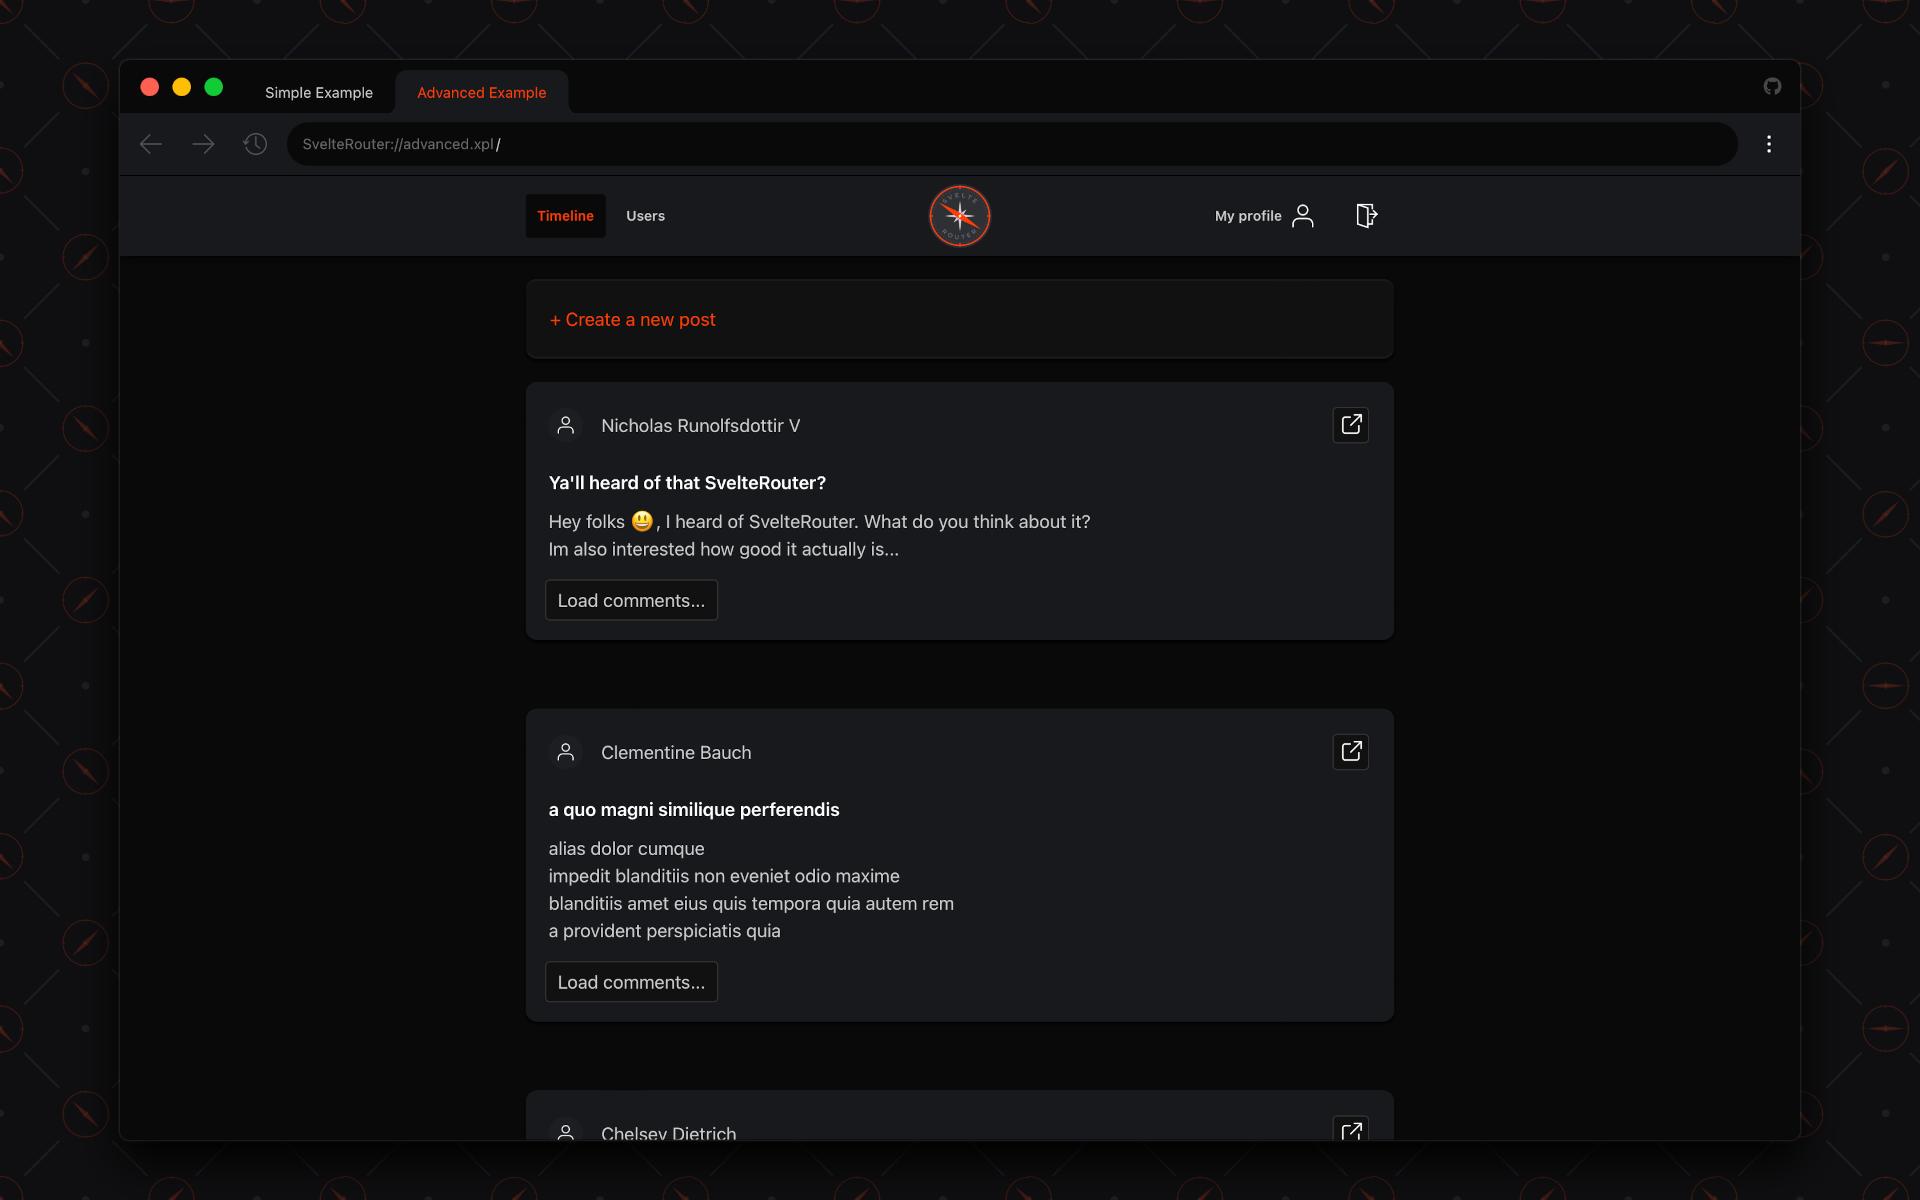 Simple Example
Advanced Example
SvelteRouter://advanced.xpl/
Timeline
Users
SVELTE
ROUTER
My profile
+ Create a new post
Nicholas Runolfsdottir V
Ya'll heard of that SvelteRouter?
Hey folks 😃, I heard of SvelteRouter. What do you think about it?
Im also interested how good it actually is...
Load comments...
Clementine Bauch
a quo magni similique perferendis
alias dolor cumque
impedit blanditiis non eveniet odio maxime
blanditiis amet eius quis tempora quia autem rem
a provident perspiciatis quia
Load comments...
Chelsey Dietrich